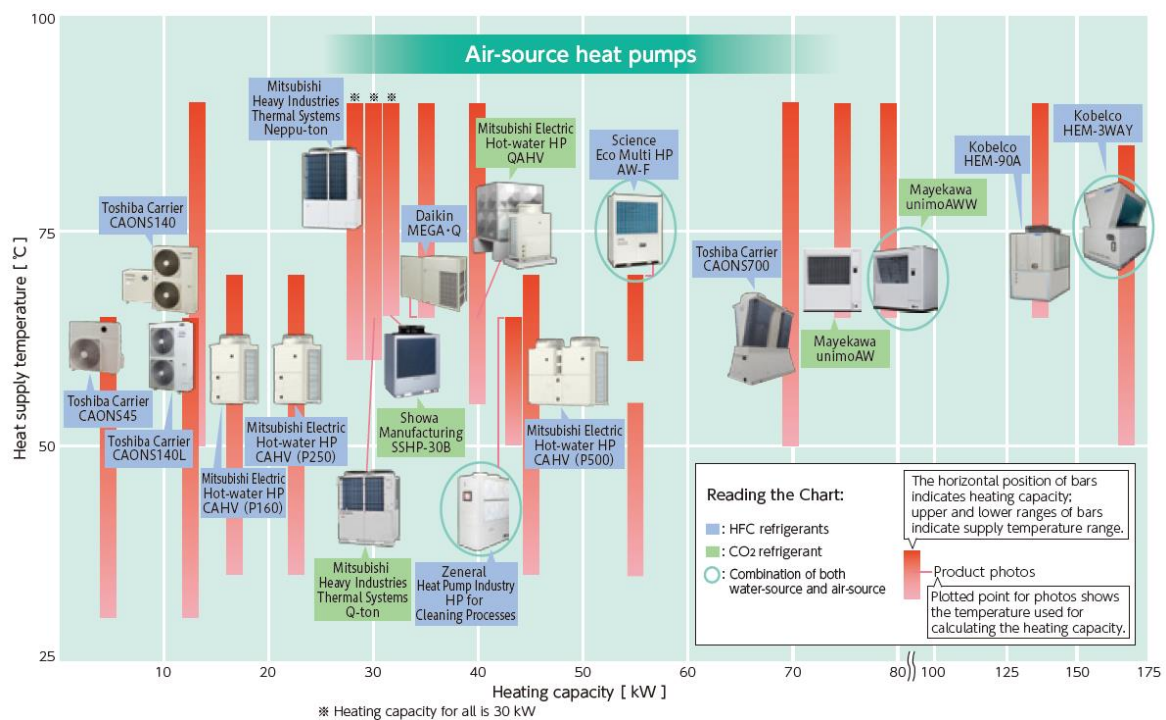 Air-source heat pumps
Heat supply temperature [ ℃]
100
75
50
25
Mitsubishi
Heavy Industries
Thermal Systems
Neppu-ton
※ ※ ※
Mitsubishi Electric
Hot-water HP
QAHV
Science
Eco Multi HP
AW-F
Kobelco
HEM-3WAY
Kobelco
HEM-90A
Mayekawa
unimoAWW
Toshiba Carrier
CAONS140
Daikin
MEGA・Q
Toshiba Carrier
CAONS700
Mayekawa
unimoAW
Toshiba Carrier
CAONS45
Toshiba Carrier
CAONS140L
Mitsubishi Electric
Hot-water HP
CAHV (P160)
Mitsubishi Electric
Hot-water HP
CAHV (P250)
Showa
Manufacturing
SSHP-30B
Mitsubishi Electric
Hot-water HP
CAHV (P500)
Mitsubishi
Heavy Industries
Thermal Systems
Q-ton
Zeneral
Heat Pump Industry
HP for
Cleaning Processes
Reading the Chart:
: HFC refrigerants
: CO2 refrigerant
: Combination of both
water-source and air-source
The horizontal position of bars
indicates heating capacity;
upper and lower ranges of bars
indicate supply temperature range.
Product photos
Plotted point for photos shows
the temperature used for
calculating the heating capacity.
10 20 30 40 50 60 70 80 100 125 150 175
Heating capacity [ kW]
※ Heating capacity for all is 30 kW